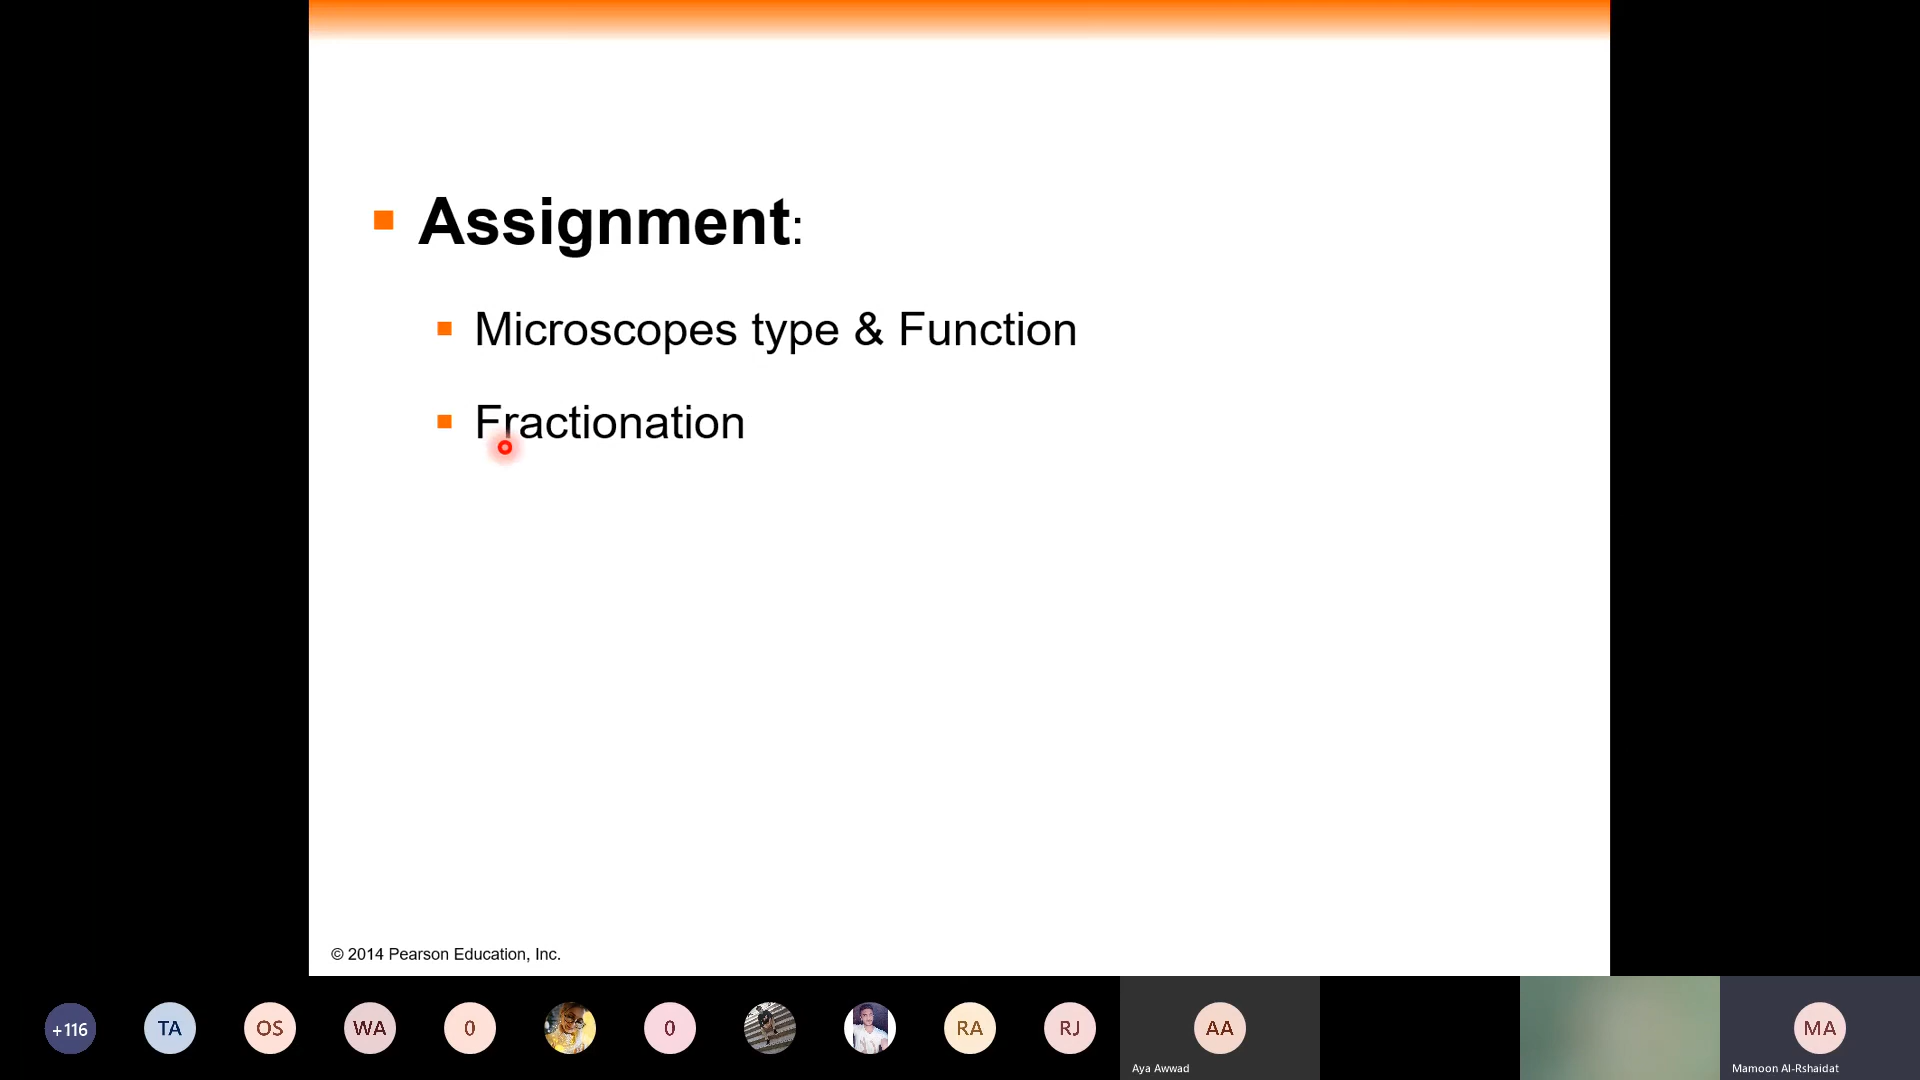 Assignment:
Microscopes type & Function
Fractionation
© 2014 Pearson Education, Inc.
+116
TA
OS
WA
0
0
RA
RJ
AA
MA
Aya Awwad
Mamoon Al-Rshaidat